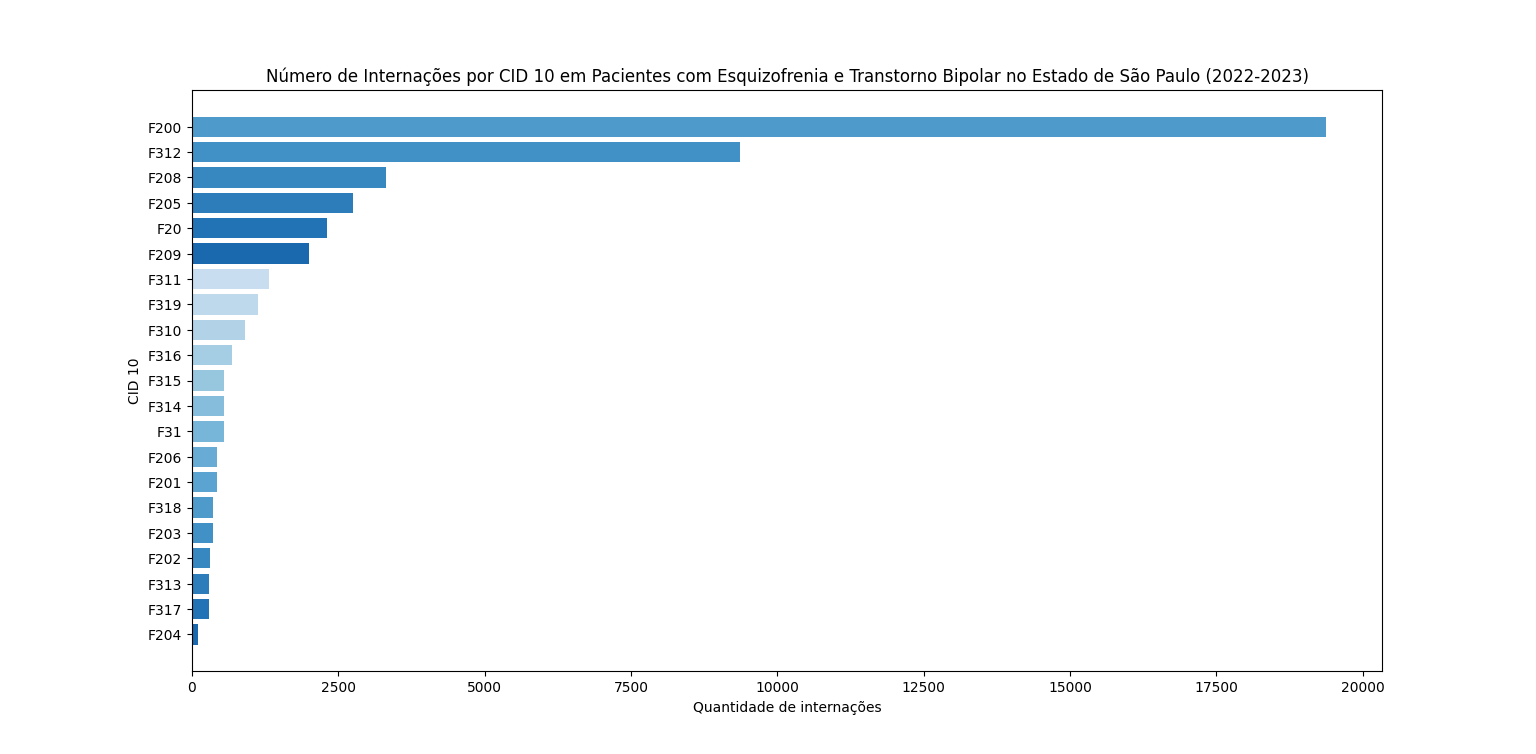 Número de Internações por CID 10 em Pacientes com Esquizofrenia e Transtorno Bipolar no Estado de São Paulo (2022-2023)
CID 10
F200
F312
F208
F205
F20
F209
F311
F319
F310
F316
F315
F314
F31
F206
F201
F318
F203
F202
F313
F317
F204
0 2500 5000 7500 10000 12500 15000 17500 20000
Quantidade de internações